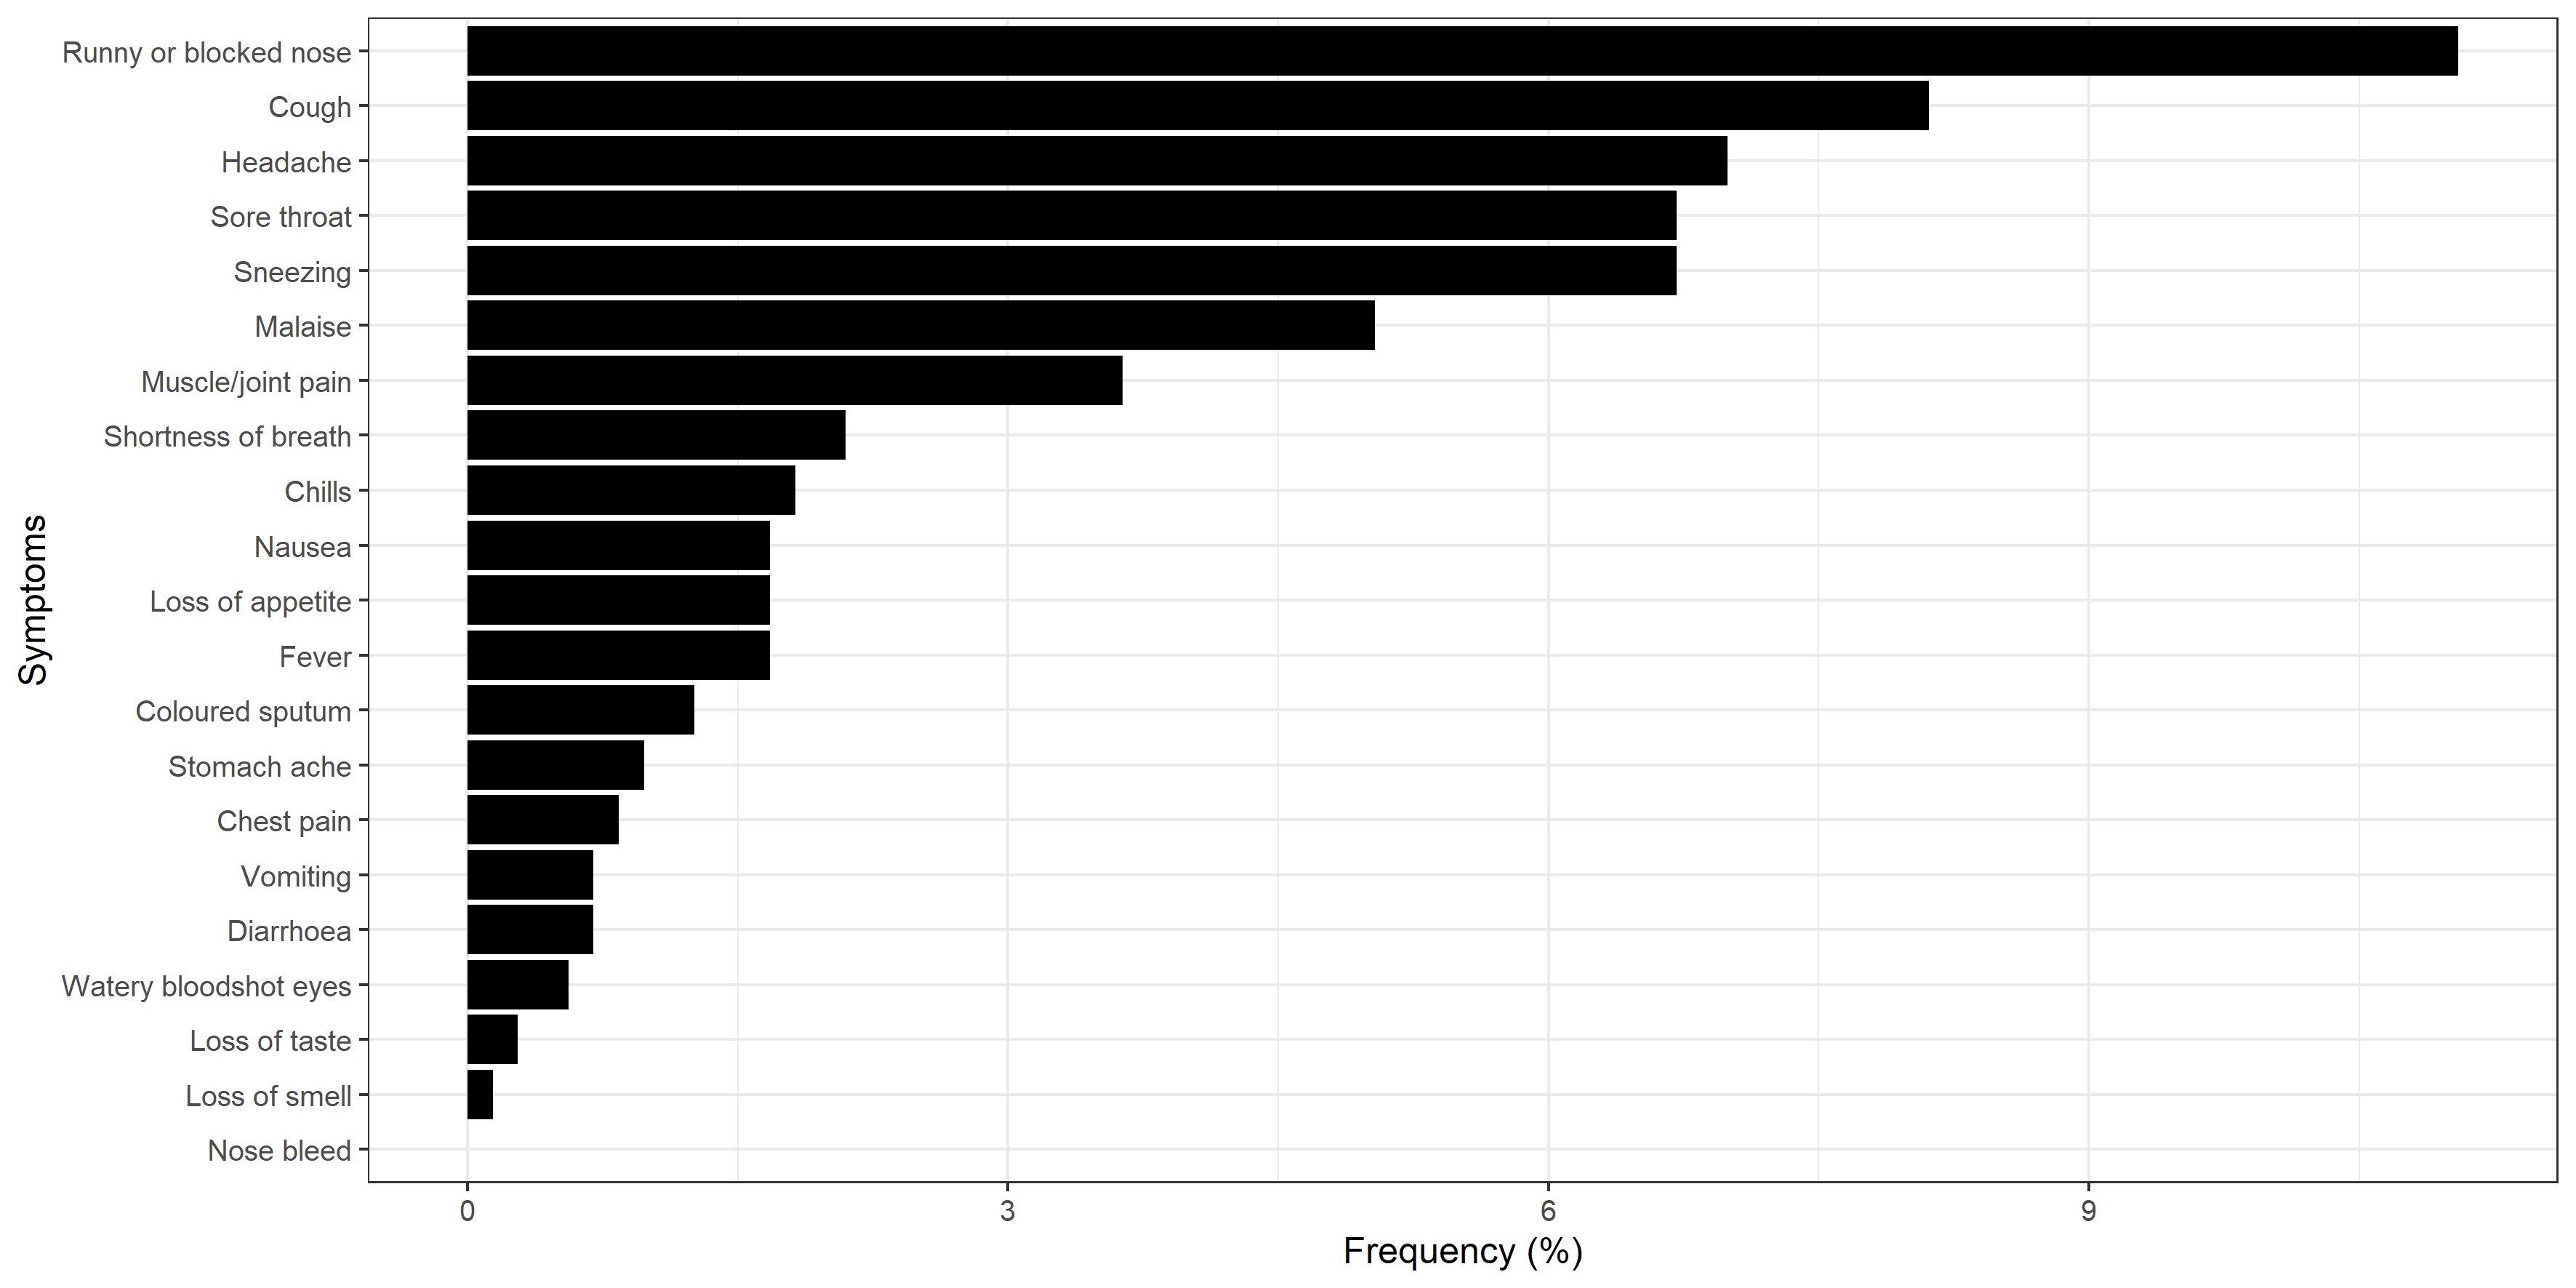 Runny or blocked nose
Cough
Headache
Sore throat
Sneezing
Malaise
Muscle/joint pain
Shortness of breath
Chills
Nausea
Loss of appetite
Fever
Coloured sputum
Stomach ache
Chest pain
Vomiting
Diarrhoea
Watery bloodshot eyes
Loss of taste
Loss of smell
Nose bleed
Symptoms
0 3 6 9
Frequency (%)